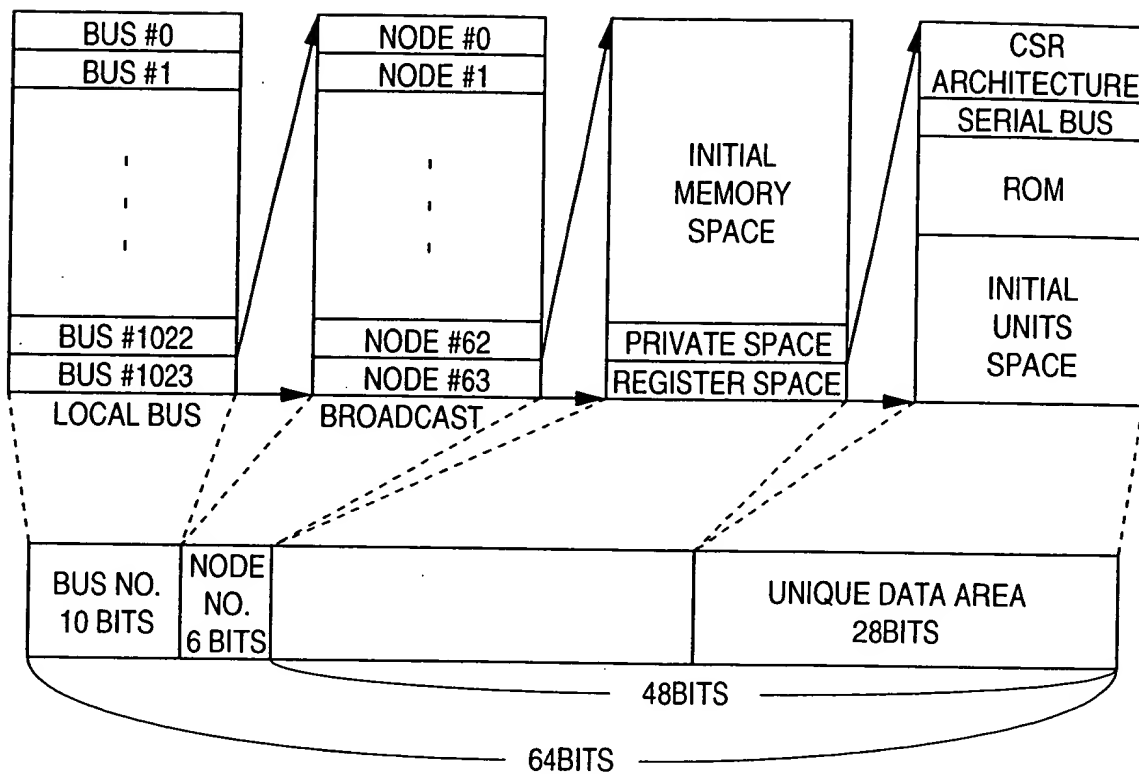 BUS #0
BUS #1
BUS #1022
BUS #1023
LOCAL BUS
NODE #0
NODE #1
NODE #62
NODE #63
BROADCAST
INITIAL
MEMORY
SPACE
PRIVATE SPACE
REGISTER SPACE
CSR
ARCHITECTURE
SERIAL BUS
ROM
INITIAL
UNITS
SPACE
BUS NO.
10 BITS
NODE
NO.
6 BITS
UNIQUE DATA AREA
28BITS
48BITS
64BITS